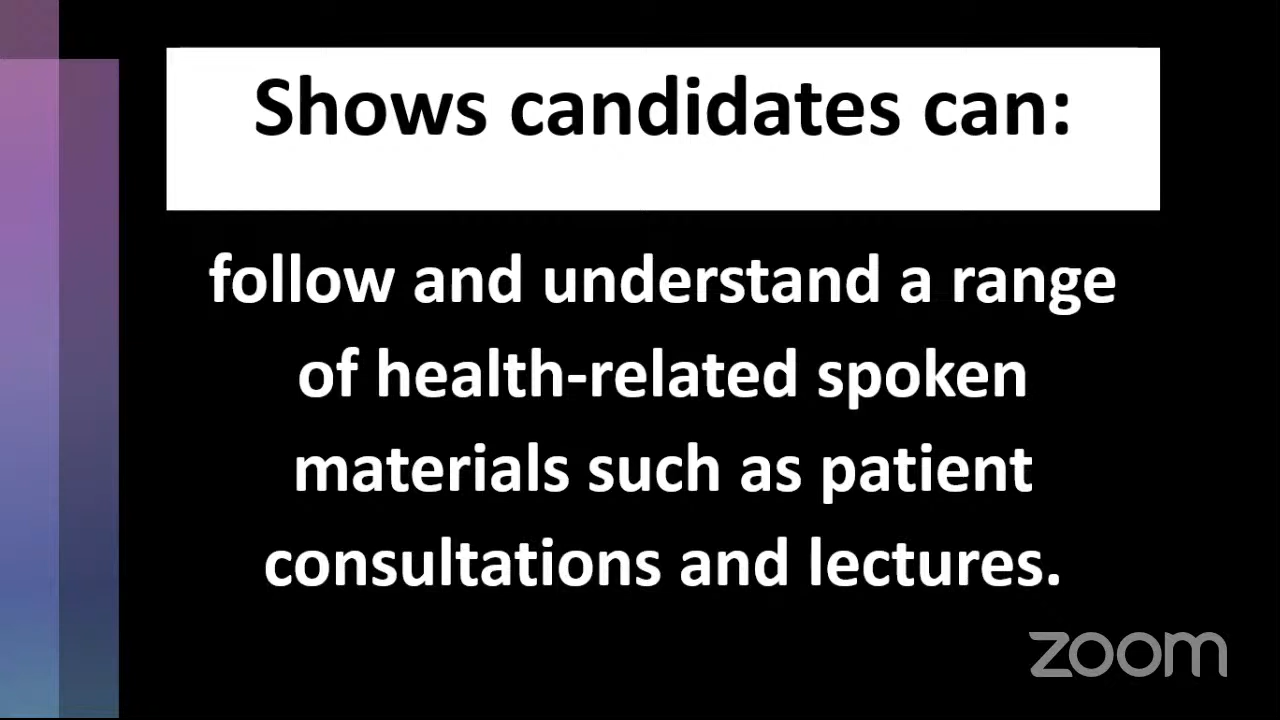 Shows candidates can:
follow and understand a range
of health-related spoken
materials such as patient
consultations and lectures.
zoom